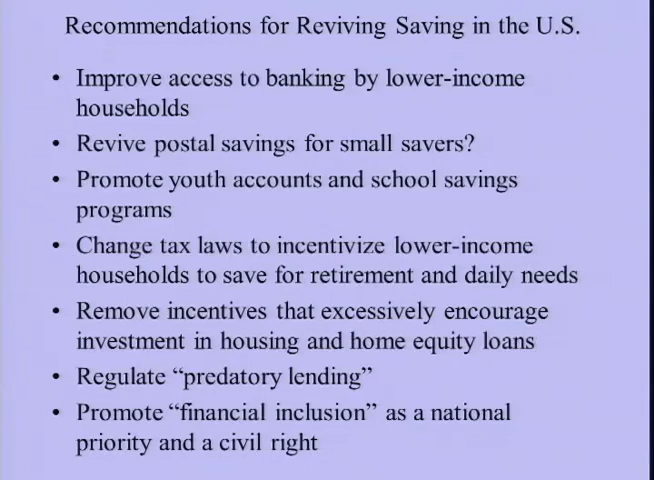 Recommendations for Reviving Saving in the U.S.
• Improve access to banking by lower-income
households
• Revive postal savings for small savers?
• Promote youth accounts and school savings
programs
• Change tax laws to incentivize lower-income
households to save for retirement and daily needs
• Remove incentives that excessively encourage
investment in housing and home equity loans
• Regulate “predatory lending”
• Promote “financial inclusion” as a national
priority and a civil right